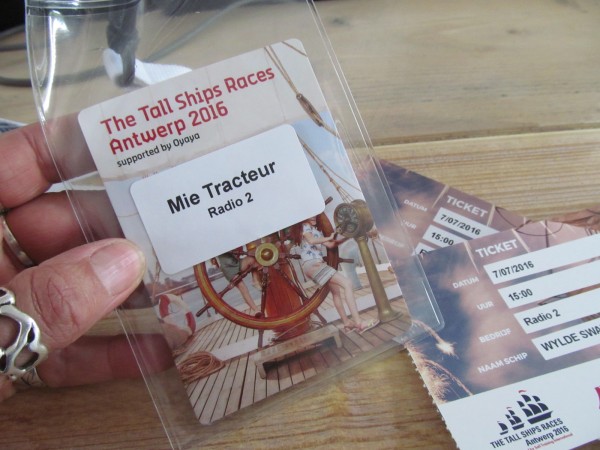 The Tall Ships Races
Antwerp 2016
supported by Oyaya
Mie Tracteur
Radio 2
DATUM
TICKET
7/07/2016
UUR
15:00
TICKET
DATUM
7/07/2016
UUR
15:00
BEDRIJF
Radio 2
NAAM SCHIP
WYLDE SWA
THE TALL SHIPS RACES
Antwerp 2016